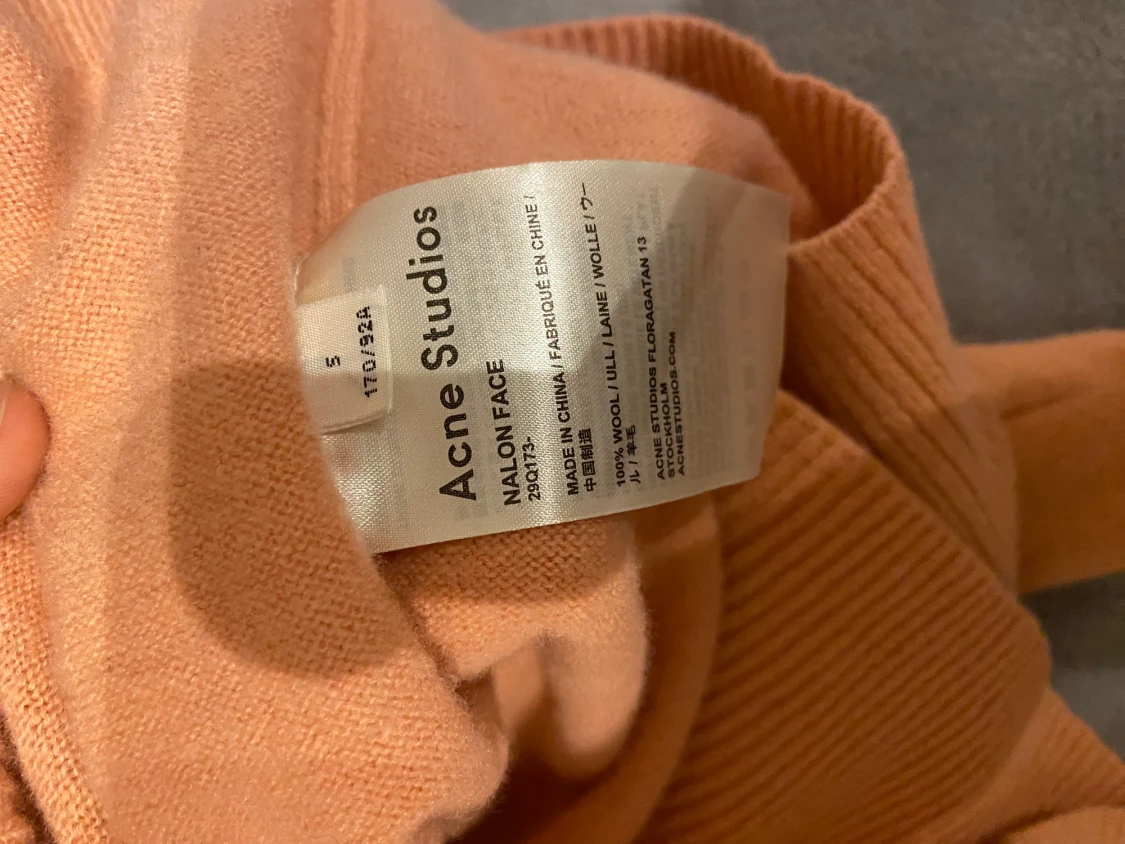 S
170/92A
Acne Studios
NALON FACE
29Q173-
MADE IN CHINA / FABRIQUÉ EN CHINE /
中国制造
100% WOOL / ULL / LAINE / WOLLE / ウー
ル / 羊毛
ACNE STUDIOS FLORAGATAN 13
STOCKHOLM
ACNESTUDIOS.COM